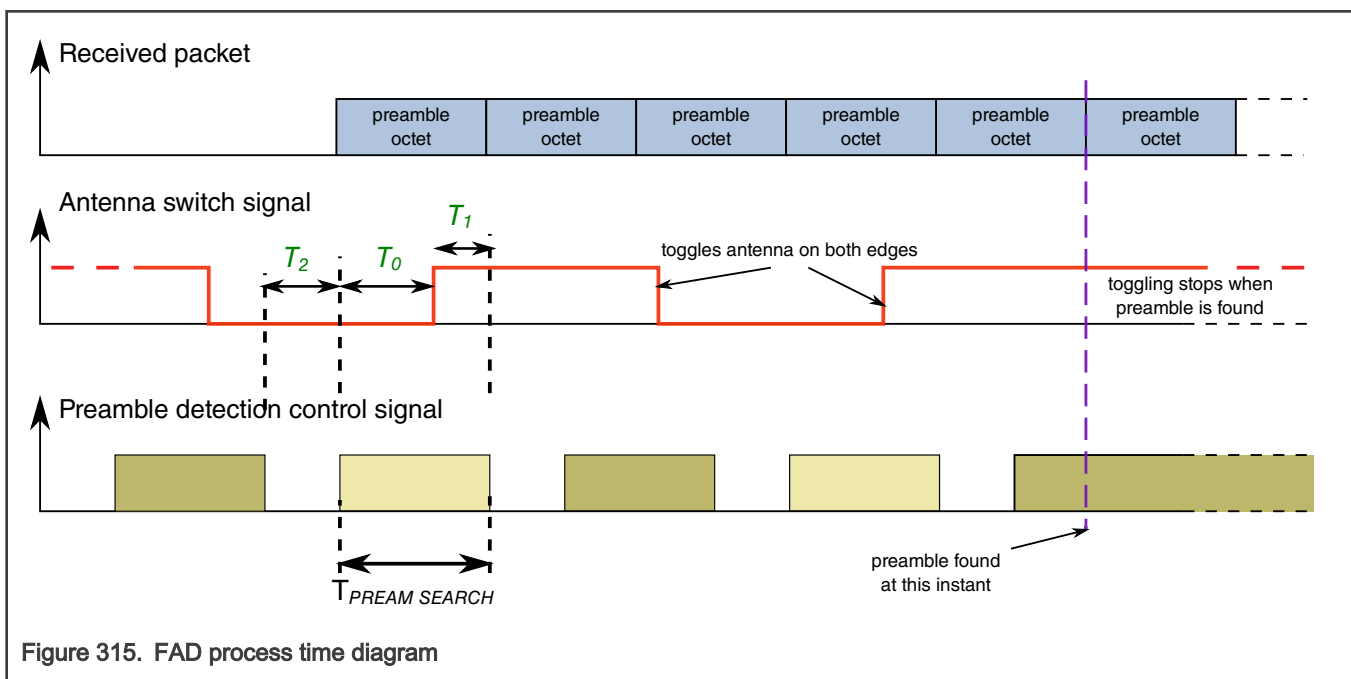 Received packet
preamble
octet
preamble
octet
preamble
octet
preamble
octet
preamble
octet
preamble
octet
Antenna switch signal
T2
T0
T1
toggles antenna on both edges
toggling stops when
preamble is found
Preamble detection control signal
TPREAM SEARCH
preamble found
at this instant
Figure 315. FAD process time diagram